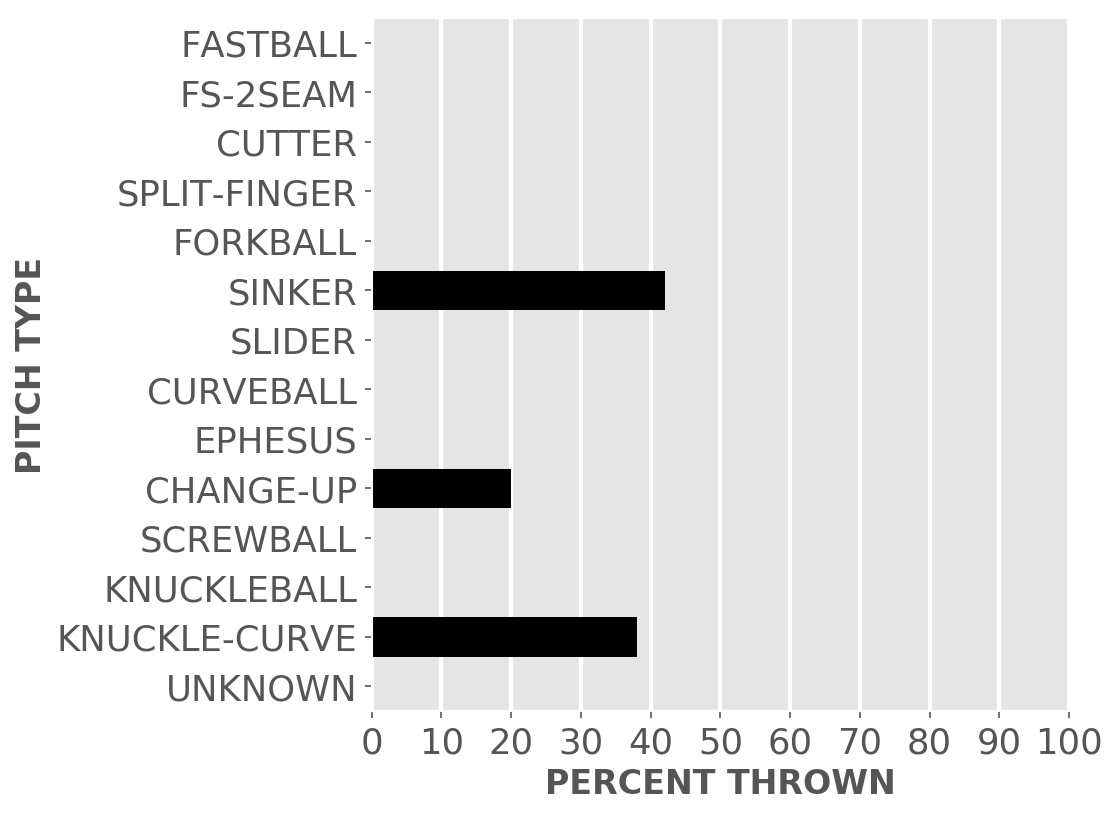 FASTBALL
FS-2SEAM
CUTTER
SPLIT-FINGER
FORKBALL
SINKER
SLIDER
CURVEBALL
EPHESUS
CHANGE-UP
SCREWBALL
KNUCKLEBALL
KNUCKLE-CURVE
UNKNOWN
PITCH TYPE
0 10 20 30 40 50 60 70 80 90 100
PERCENT THROWN